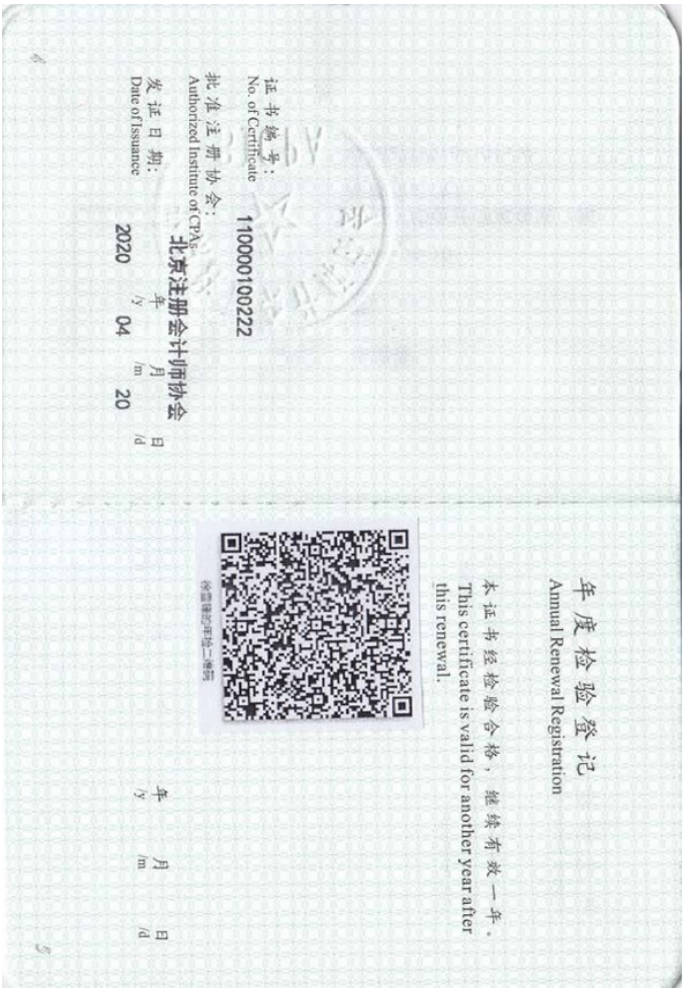 证书编号： 110000100222
No. of Certificate
批准注册协会： 北京注册会计师协会
Authorized Institute of CPAs
发证日期： 2020 年 04 月 20 日
Date of Issuance /y /m /d
4
年度检验登记
Annual Renewal Registration
本证书经检验合格，继续有效一年。
This certificate is valid for another year after
this renewal.
年 月 日
/y /m /d
5